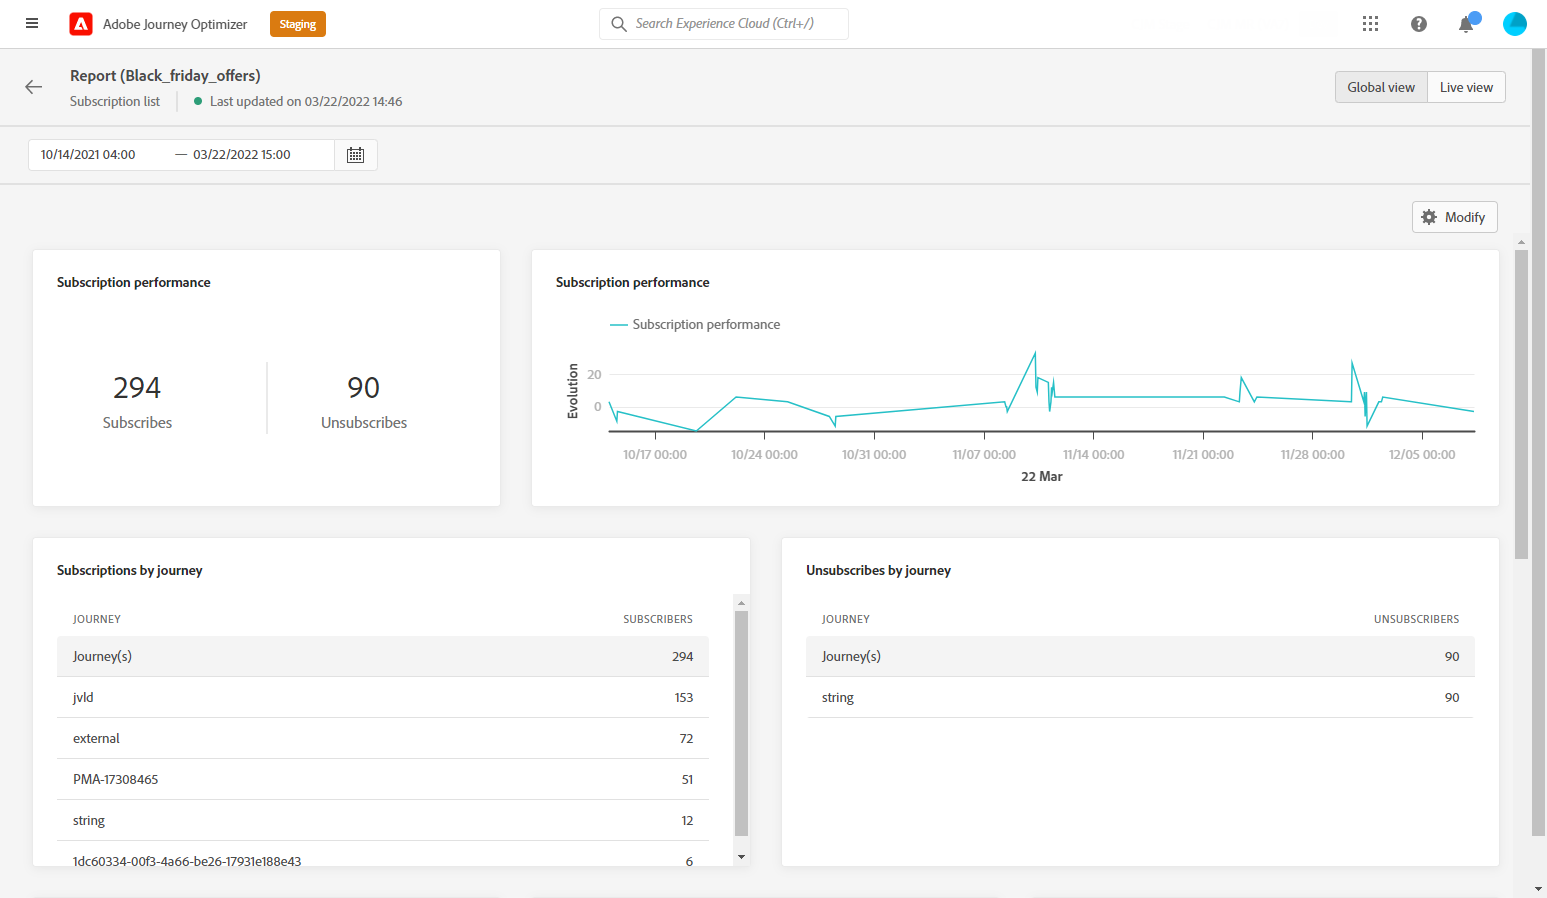 Adobe Journey Optimizer
Staging
Search Experience Cloud (Ctrl+/)
Report (Black_friday_offers)
Subscription list
Last updated on 03/22/2022 14:46
Global view
Live view
10/14/2021 04:00 — 03/22/2022 15:00
Modify
Subscription performance
294
Subscribes
90
Unsubscribes
Subscription performance
Subscription performance
Evolution
20
0
10/17 00:00 10/24 00:00 10/31 00:00 11/07 00:00 11/14 00:00 11/21 00:00 11/28 00:00 12/05 00:00
22 Mar
Subscriptions by journey
JOURNEY SUBSCRIBERS
Journey(s) 294
jvld 153
external 72
PMA-17308465 51
string 12
1dc60334-00f3-4a66-be26-17931e188e43 6
Unsubscribes by journey
JOURNEY UNSUBSCRIBERS
Journey(s) 90
string 90